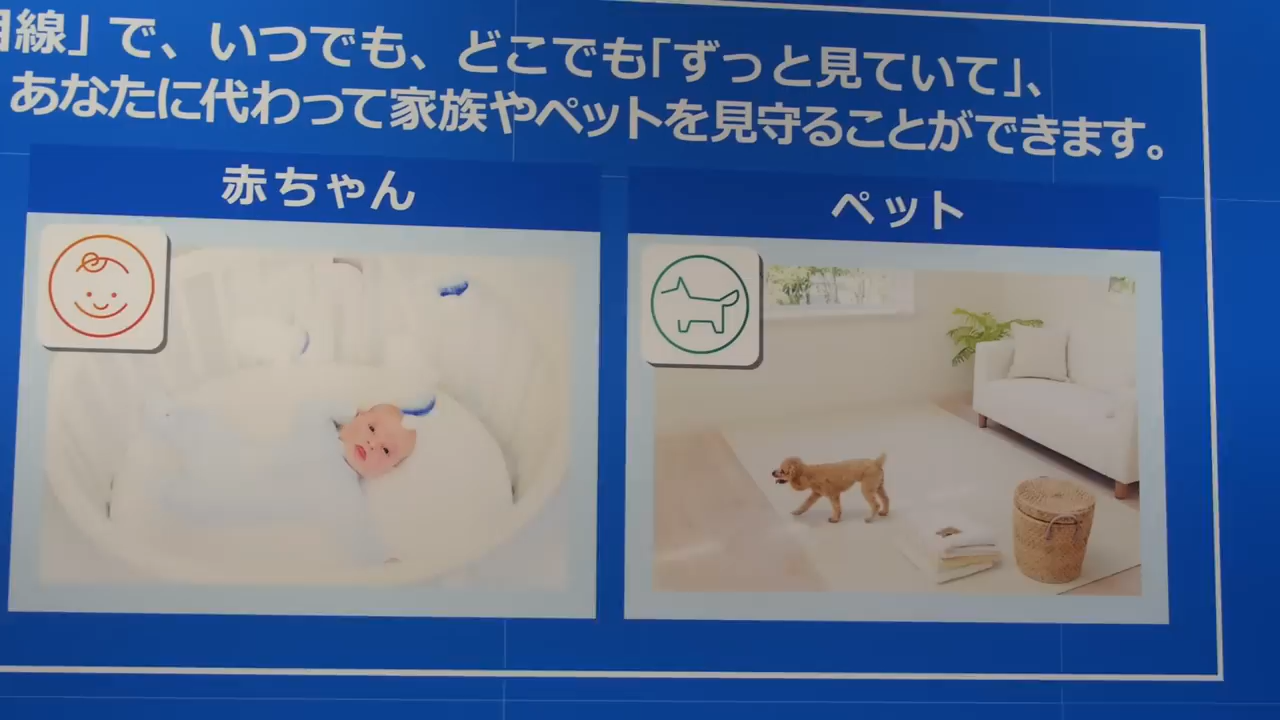 線」で、いつでも、どこでも「ずっと見ていて」、
あなたに代わって家族やペットを見守ることができます。
赤ちゃん
ペット